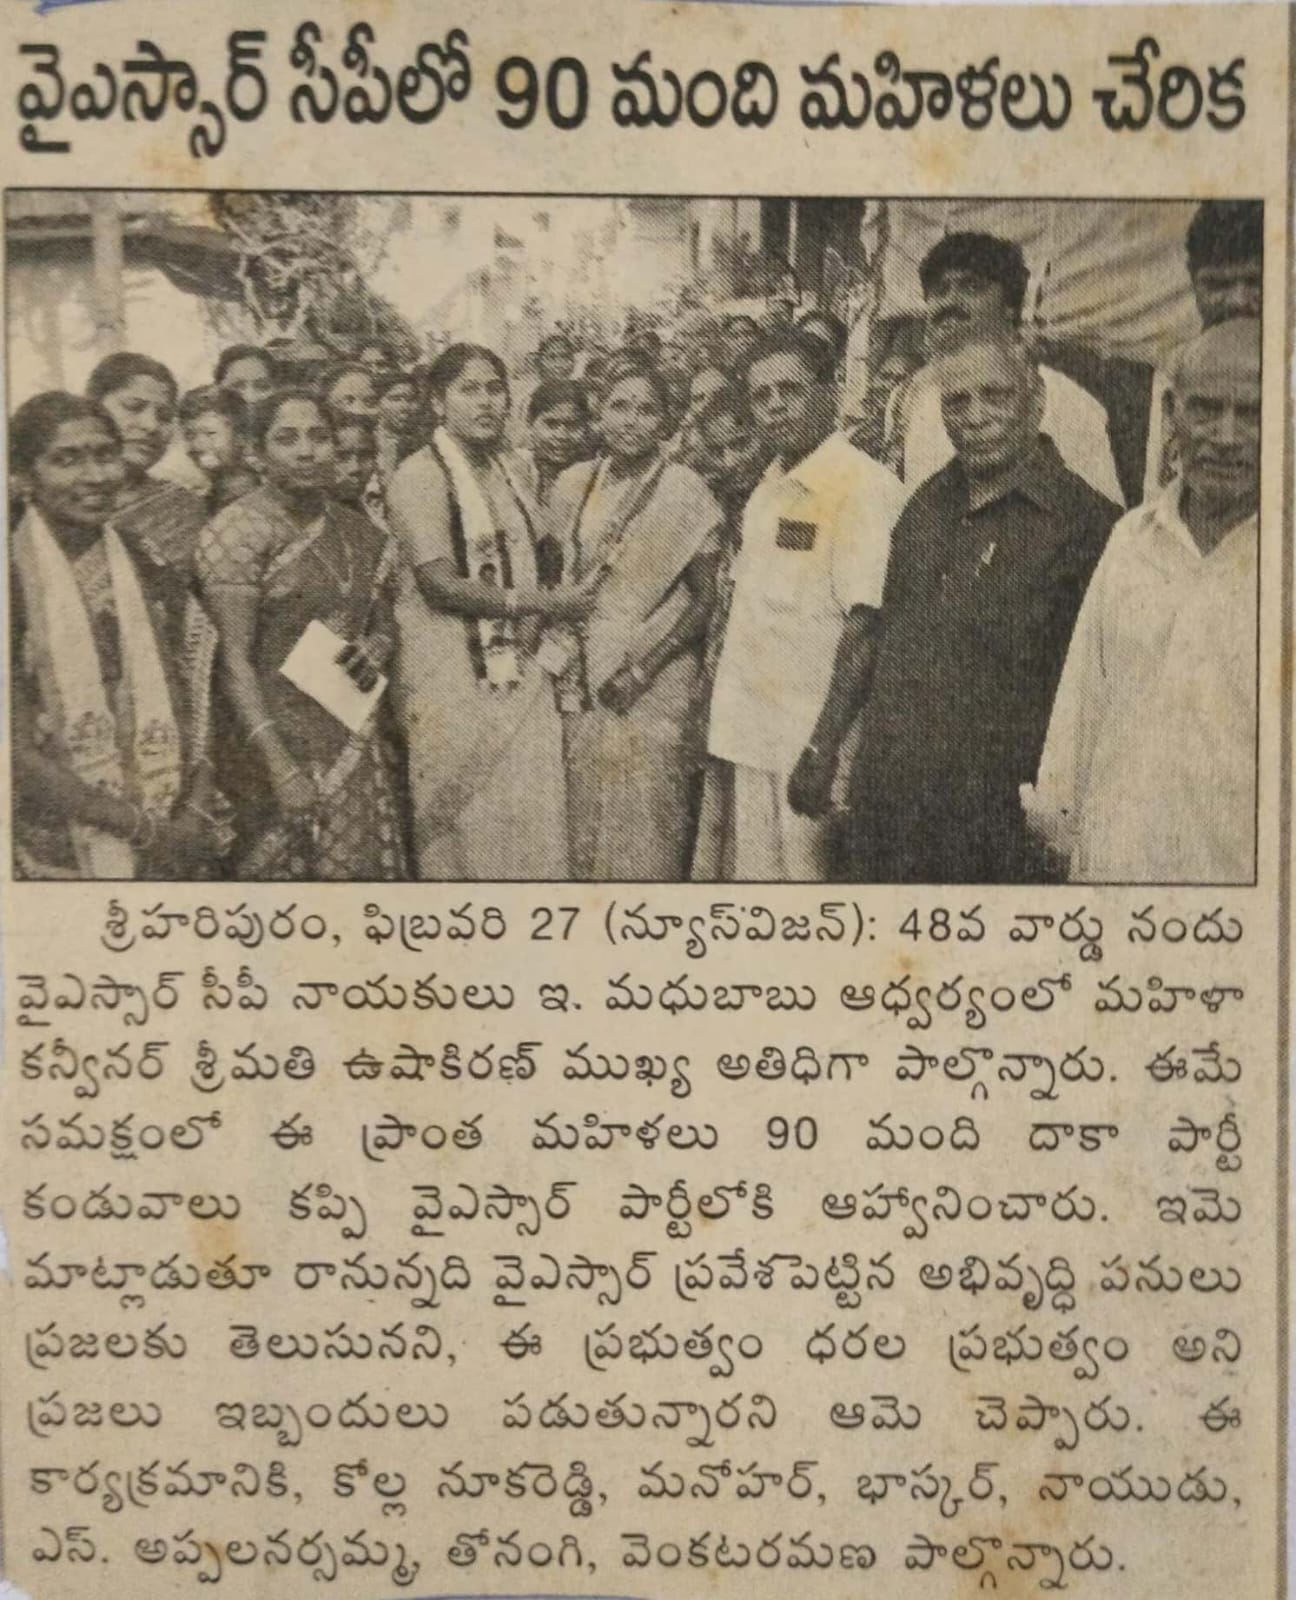 వైఎస్సార్ సీపీలో 90 మంది మహిళలు చేరిక
శ్రీహరిపురం, ఫిబ్రవరి 27 (న్యూస్‌విజన్): 48వ వార్డు నందు
వైఎస్సార్ సీపీ నాయకులు ఇ. మధుబాబు ఆధ్వర్యంలో మహిళా
కన్వీనర్ శ్రీమతి ఉషాకిరణ్ ముఖ్య అతిధిగా పాల్గొన్నారు. ఈమే
సమక్షంలో ఈ ప్రాంత మహిళలు 90 మంది దాకా పార్టీ
కండువాలు కప్పి వైఎస్సార్ పార్టీలోకి ఆహ్వానించారు. ఇమె
మాట్లాడుతూ రానున్నది వైఎస్సార్ ప్రవేశపెట్టిన అభివృద్ధి పనులు
ప్రజలకు తెలుసునని, ఈ ప్రభుత్వం ధరల ప్రభుత్వం అని
ప్రజలు ఇబ్బందులు పడుతున్నారని ఆమె చెప్పారు. ఈ
కార్యక్రమానికి, కోల్ల నూకరెడ్డి, మనోహర్, భాస్కర్, నాయుడు,
ఎస్. అప్పలనర్సమ్మ, తోనంగి, వెంకటరమణ పాల్గొన్నారు.